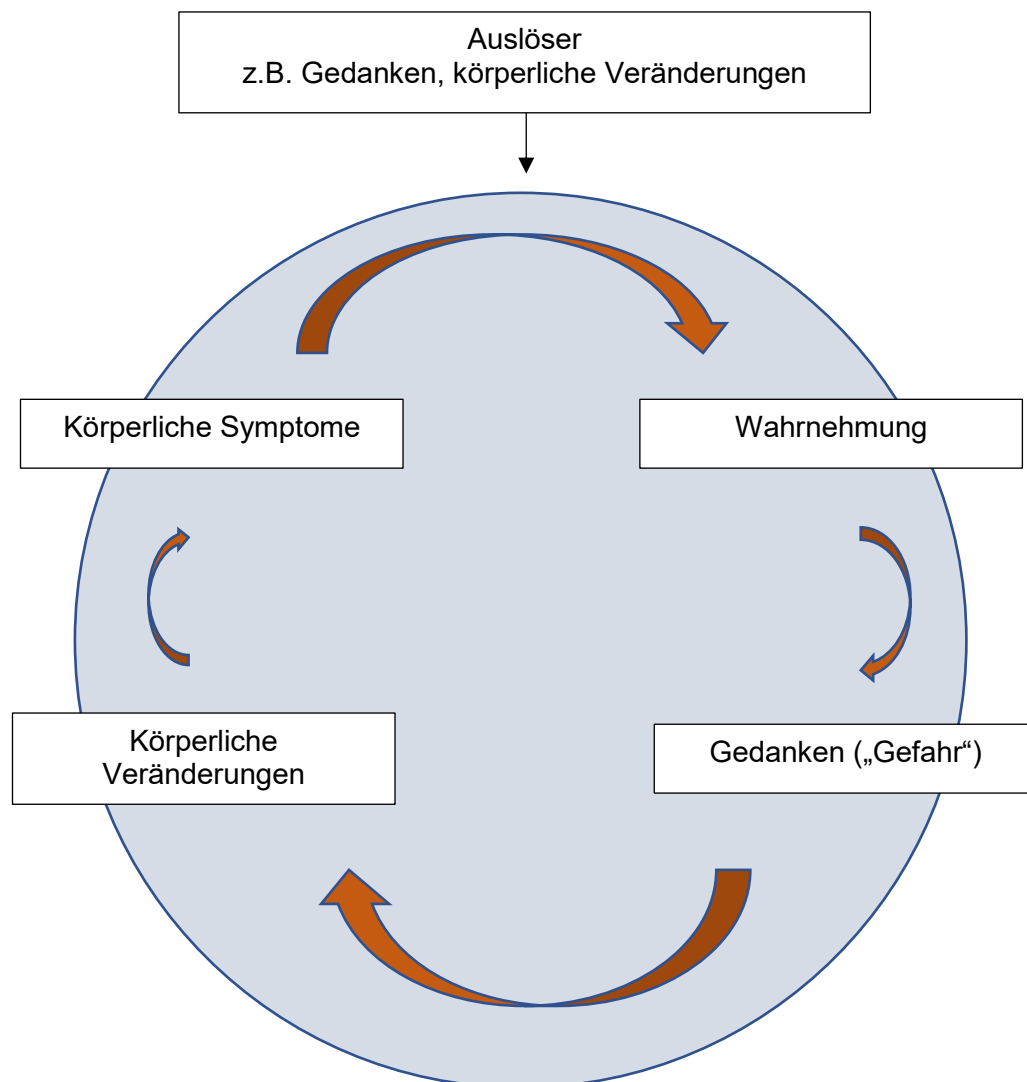 Auslöser
z.B. Gedanken, körperliche Veränderungen
Körperliche Symptome
Wahrnehmung
Körperliche
Veränderungen
Gedanken („Gefahr“)